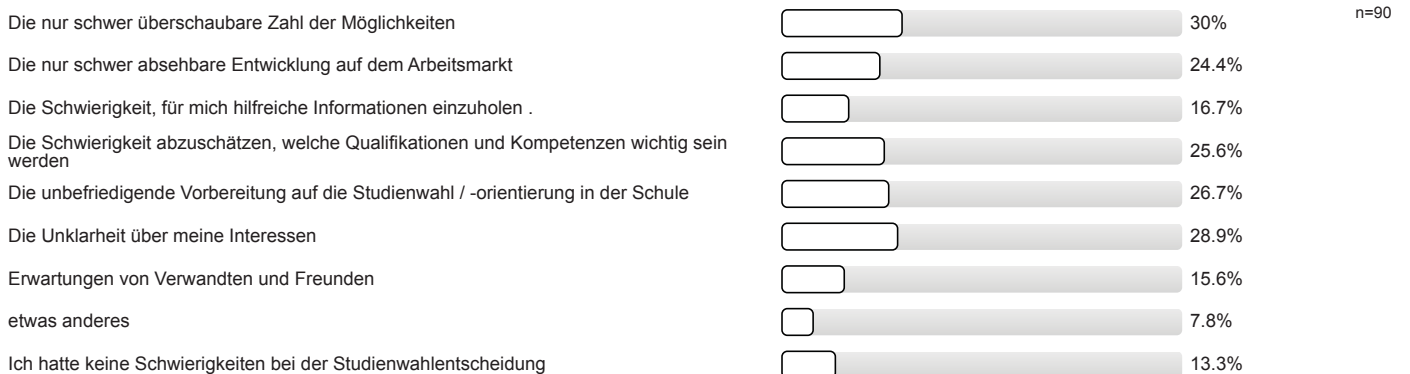 Die nur schwer überschaubare Zahl der Möglichkeiten 30% n=90
Die nur schwer absehbare Entwicklung auf dem Arbeitsmarkt 24.4%
Die Schwierigkeit, für mich hilfreiche Informationen einzuholen . 16.7%
Die Schwierigkeit abzuschätzen, welche Qualifikationen und Kompetenzen wichtig sein
werden 25.6%
Die unbefriedigende Vorbereitung auf die Studienwahl / -orientierung in der Schule 26.7%
Die Unklarheit über meine Interessen 28.9%
Erwartungen von Verwandten und Freunden 15.6%
etwas anderes 7.8%
Ich hatte keine Schwierigkeiten bei der Studienwahlentscheidung 13.3%